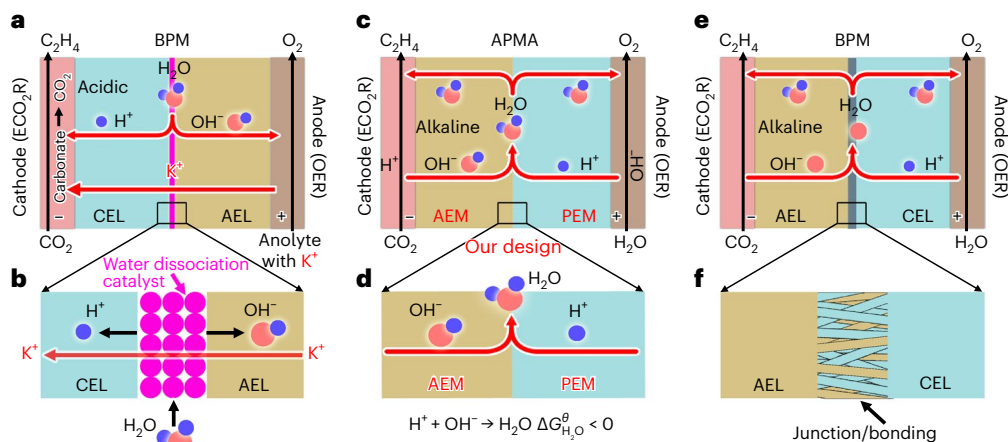 a
C₂H₄
BPM
O₂
H₂O
CO₂
Acidic
H⁺
OH⁻
Carbonate
K⁺
Cathode (ECO₂R)
Anode (OER)
−
CEL
AEL
+
CO₂
Anolyte
with K⁺
b
Water dissociation
catalyst
H⁺
OH⁻
K⁺
K⁺
CEL
AEL
H₂O
c
C₂H₄
APMA
O₂
H₂O
Alkaline
OH⁻
H⁺
Cathode (ECO₂R)
H⁺
HO⁻
Anode (OER)
−
AEM
PEM
+
CO₂
Our design
H₂O
d
H₂O
OH⁻
H⁺
AEM
PEM
H⁺ + OH⁻ → H₂O ΔG^θ_H₂O < 0
e
C₂H₄
BPM
O₂
H₂O
Alkaline
OH⁻
H⁺
Cathode (ECO₂R)
Anode (OER)
−
AEL
CEL
+
CO₂
H₂O
f
AEL
CEL
Junction/bonding